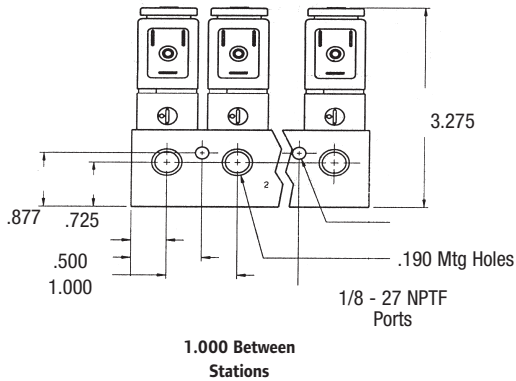 3.275
2
.877
.725
.190 Mtg Holes
.500
1.000
1/8 - 27 NPTF
Ports
1.000 Between
Stations